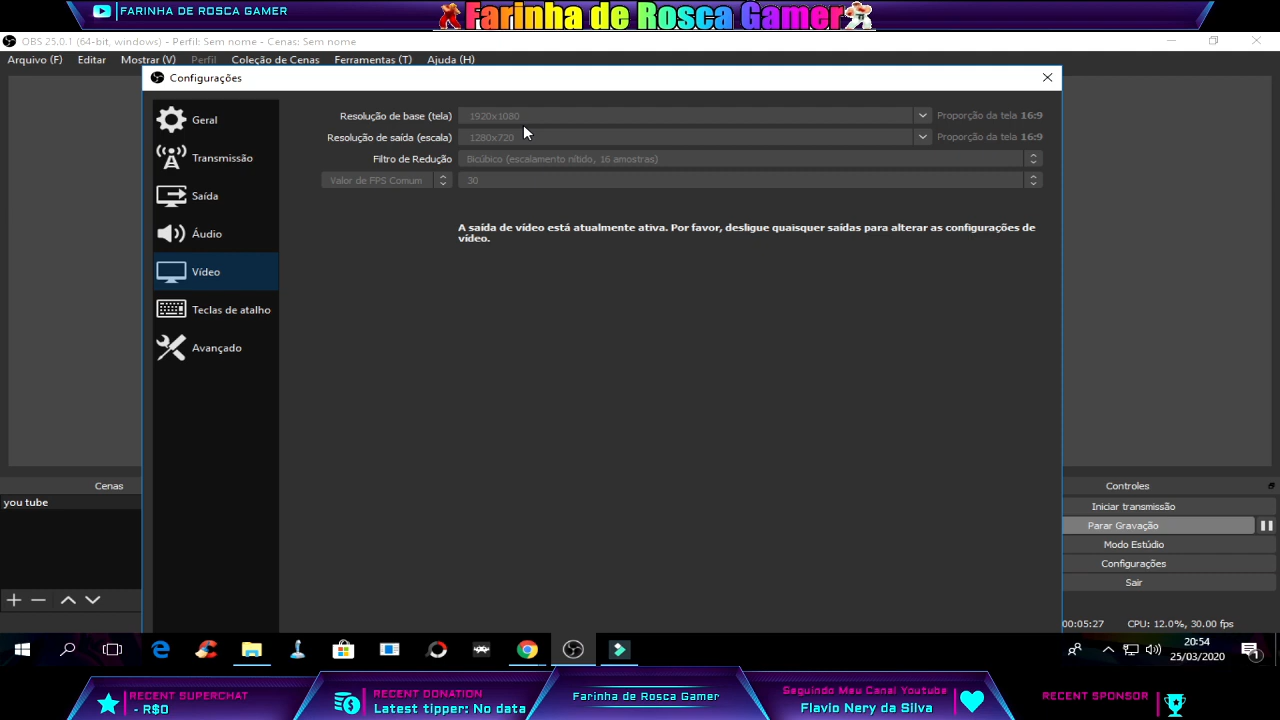 FARINHA DE ROSCA GAMER
Farinha de Rosca Gamer
OBS 25.0.1 (64-bit, windows) - Perfil: Sem nome - Cenas: Sem nome
Arquivo (F) Editar Mostrar (V) Perfil Coleção de Cenas Ferramentas (T) Ajuda (H)
Configurações
Geral
Transmissão
Saída
Áudio
Vídeo
Teclas de atalho
Avançado
Resolução de base (tela) 1920x1080 Proporção da tela 16:9
Resolução de saída (escala) 1280x720 Proporção da tela 16:9
Filtro de Redução Bicúbico (escalamento nítido, 16 amostras)
Valor de FPS Comum 30
A saída de vídeo está atualmente ativa. Por favor, desligue quaisquer saídas para alterar as configurações de
vídeo.
Cenas
you tube
Controles
Iniciar transmissão
Parar Gravação
Modo Estúdio
Configurações
Sair
00:05:27 CPU: 12.0%, 30.00 fps
20:54
25/03/2020
1
RECENT SUPERCHAT
- R$0
RECENT DONATION
Latest tipper: No data
Farinha de Rosca Gamer
Seguindo Meu Canal Youtube
Flavio Nery da Silva
RECENT SPONSOR